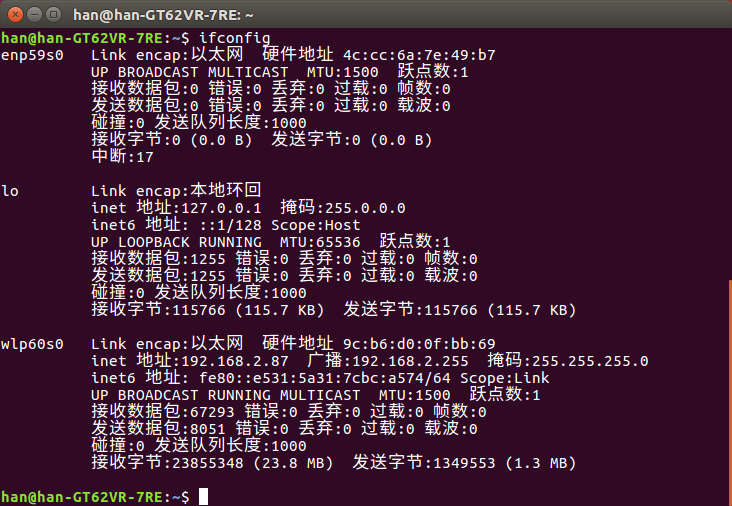 han@han-GT62VR-7RE: ~
han@han-GT62VR-7RE:~$ ifconfig
enp59s0   Link encap:以太网  硬件地址 4c:cc:6a:7e:49:b7
UP BROADCAST MULTICAST  MTU:1500  跃点数:1
接收数据包:0 错误:0 丢弃:0 过载:0 帧数:0
发送数据包:0 错误:0 丢弃:0 过载:0 载波:0
碰撞:0 发送队列长度:1000
接收字节:0 (0.0 B)  发送字节:0 (0.0 B)
中断:17
lo        Link encap:本地环回
inet 地址:127.0.0.1  掩码:255.0.0.0
inet6 地址: ::1/128 Scope:Host
UP LOOPBACK RUNNING  MTU:65536  跃点数:1
接收数据包:1255 错误:0 丢弃:0 过载:0 帧数:0
发送数据包:1255 错误:0 丢弃:0 过载:0 载波:0
碰撞:0 发送队列长度:1000
接收字节:115766 (115.7 KB)  发送字节:115766 (115.7 KB)
wlp60s0   Link encap:以太网  硬件地址 9c:b6:d0:0f:bb:69
inet 地址:192.168.2.87  广播:192.168.2.255  掩码:255.255.255.0
inet6 地址: fe80::e531:5a31:7cbc:a574/64 Scope:Link
UP BROADCAST RUNNING MULTICAST  MTU:1500  跃点数:1
接收数据包:67293 错误:0 丢弃:0 过载:0 帧数:0
发送数据包:8051 错误:0 丢弃:0 过载:0 载波:0
碰撞:0 发送队列长度:1000
接收字节:23855348 (23.8 MB)  发送字节:1349553 (1.3 MB)
han@han-GT62VR-7RE:~$